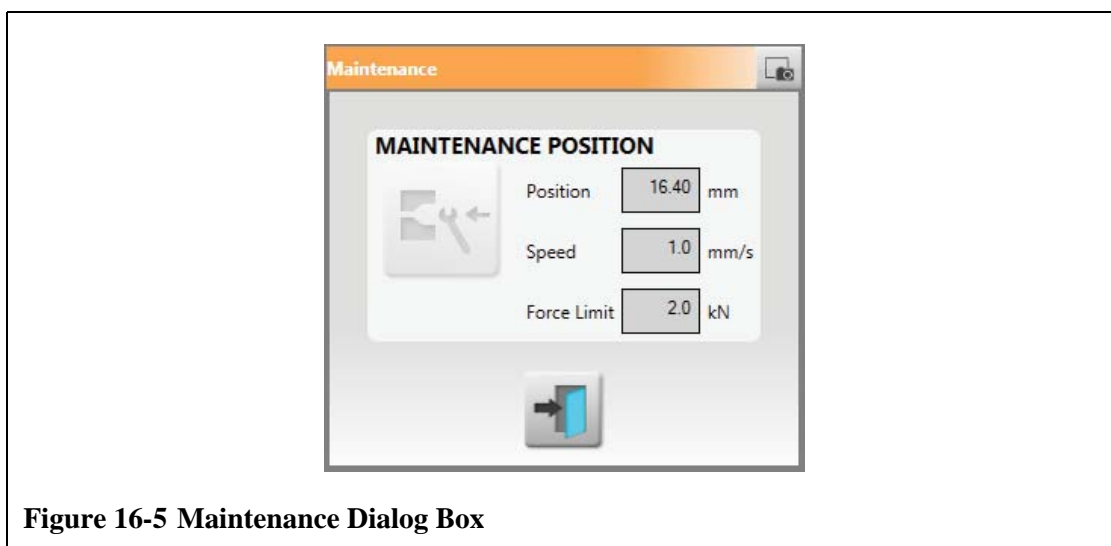 Maintenance
MAINTENANCE POSITION
Position 16.40 mm
Speed 1.0 mm/s
Force Limit 2.0 kN
Figure 16-5 Maintenance Dialog Box